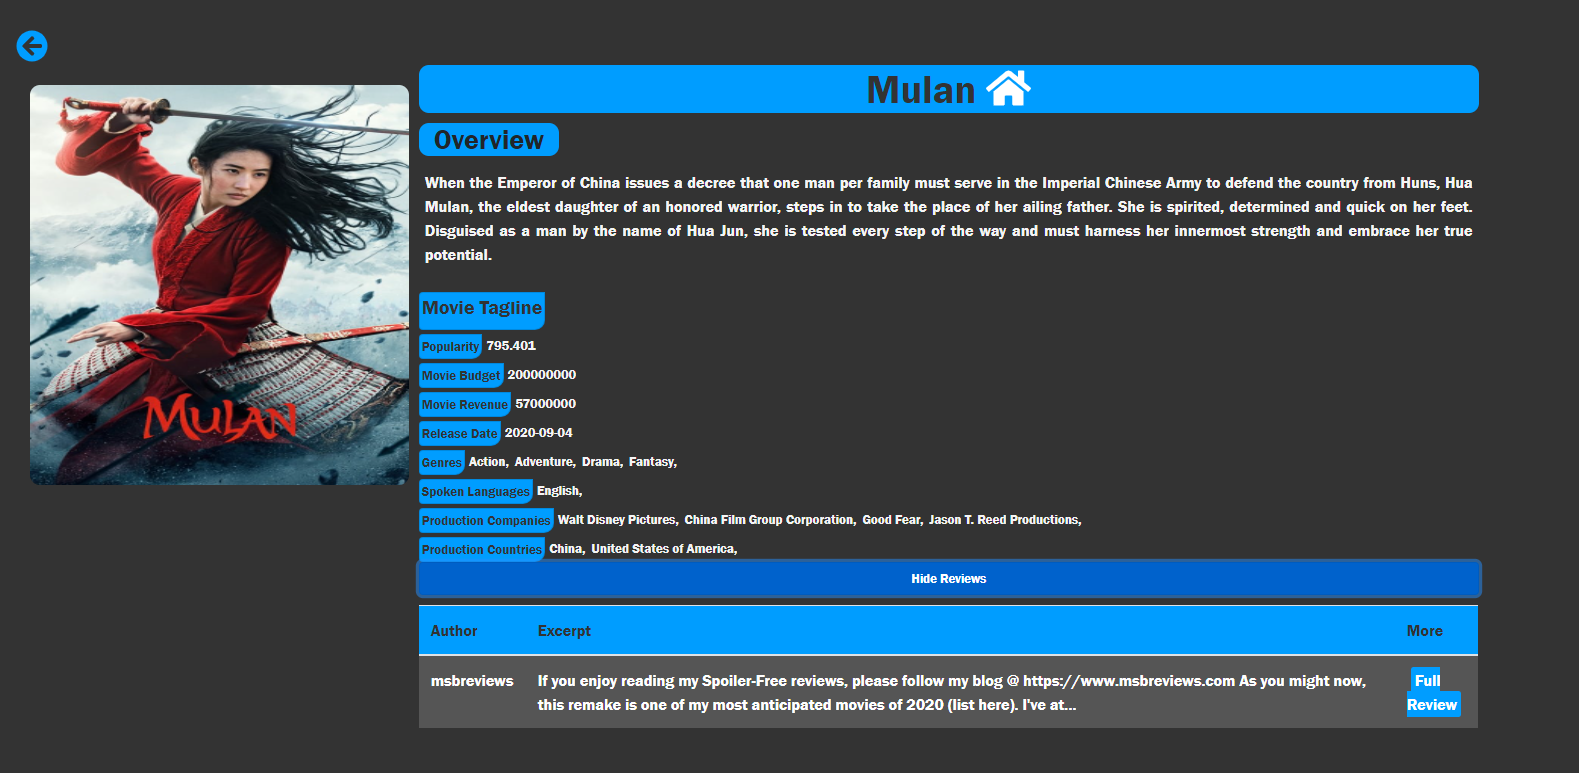 Mulan
MULAN
Overview
When the Emperor of China issues a decree that one man per family must serve in the Imperial Chinese Army to defend the country from Huns, Hua
Mulan, the eldest daughter of an honored warrior, steps in to take the place of her ailing father. She is spirited, determined and quick on her feet.
Disguised as a man by the name of Hua Jun, she is tested every step of the way and must harness her innermost strength and embrace her true
potential.
Movie Tagline
Popularity 795.401
Movie Budget 200000000
Movie Revenue 57000000
Release Date 2020-09-04
Genres Action, Adventure, Drama, Fantasy,
Spoken Languages English,
Production Companies Walt Disney Pictures, China Film Group Corporation, Good Fear, Jason T. Reed Productions,
Production Countries China, United States of America,
Hide Reviews
Author Excerpt More
msbreviews If you enjoy reading my Spoiler-Free reviews, please follow my blog @ https://www.msbreviews.com As you might now, Full
this remake is one of my most anticipated movies of 2020 (list here). I've at... Review